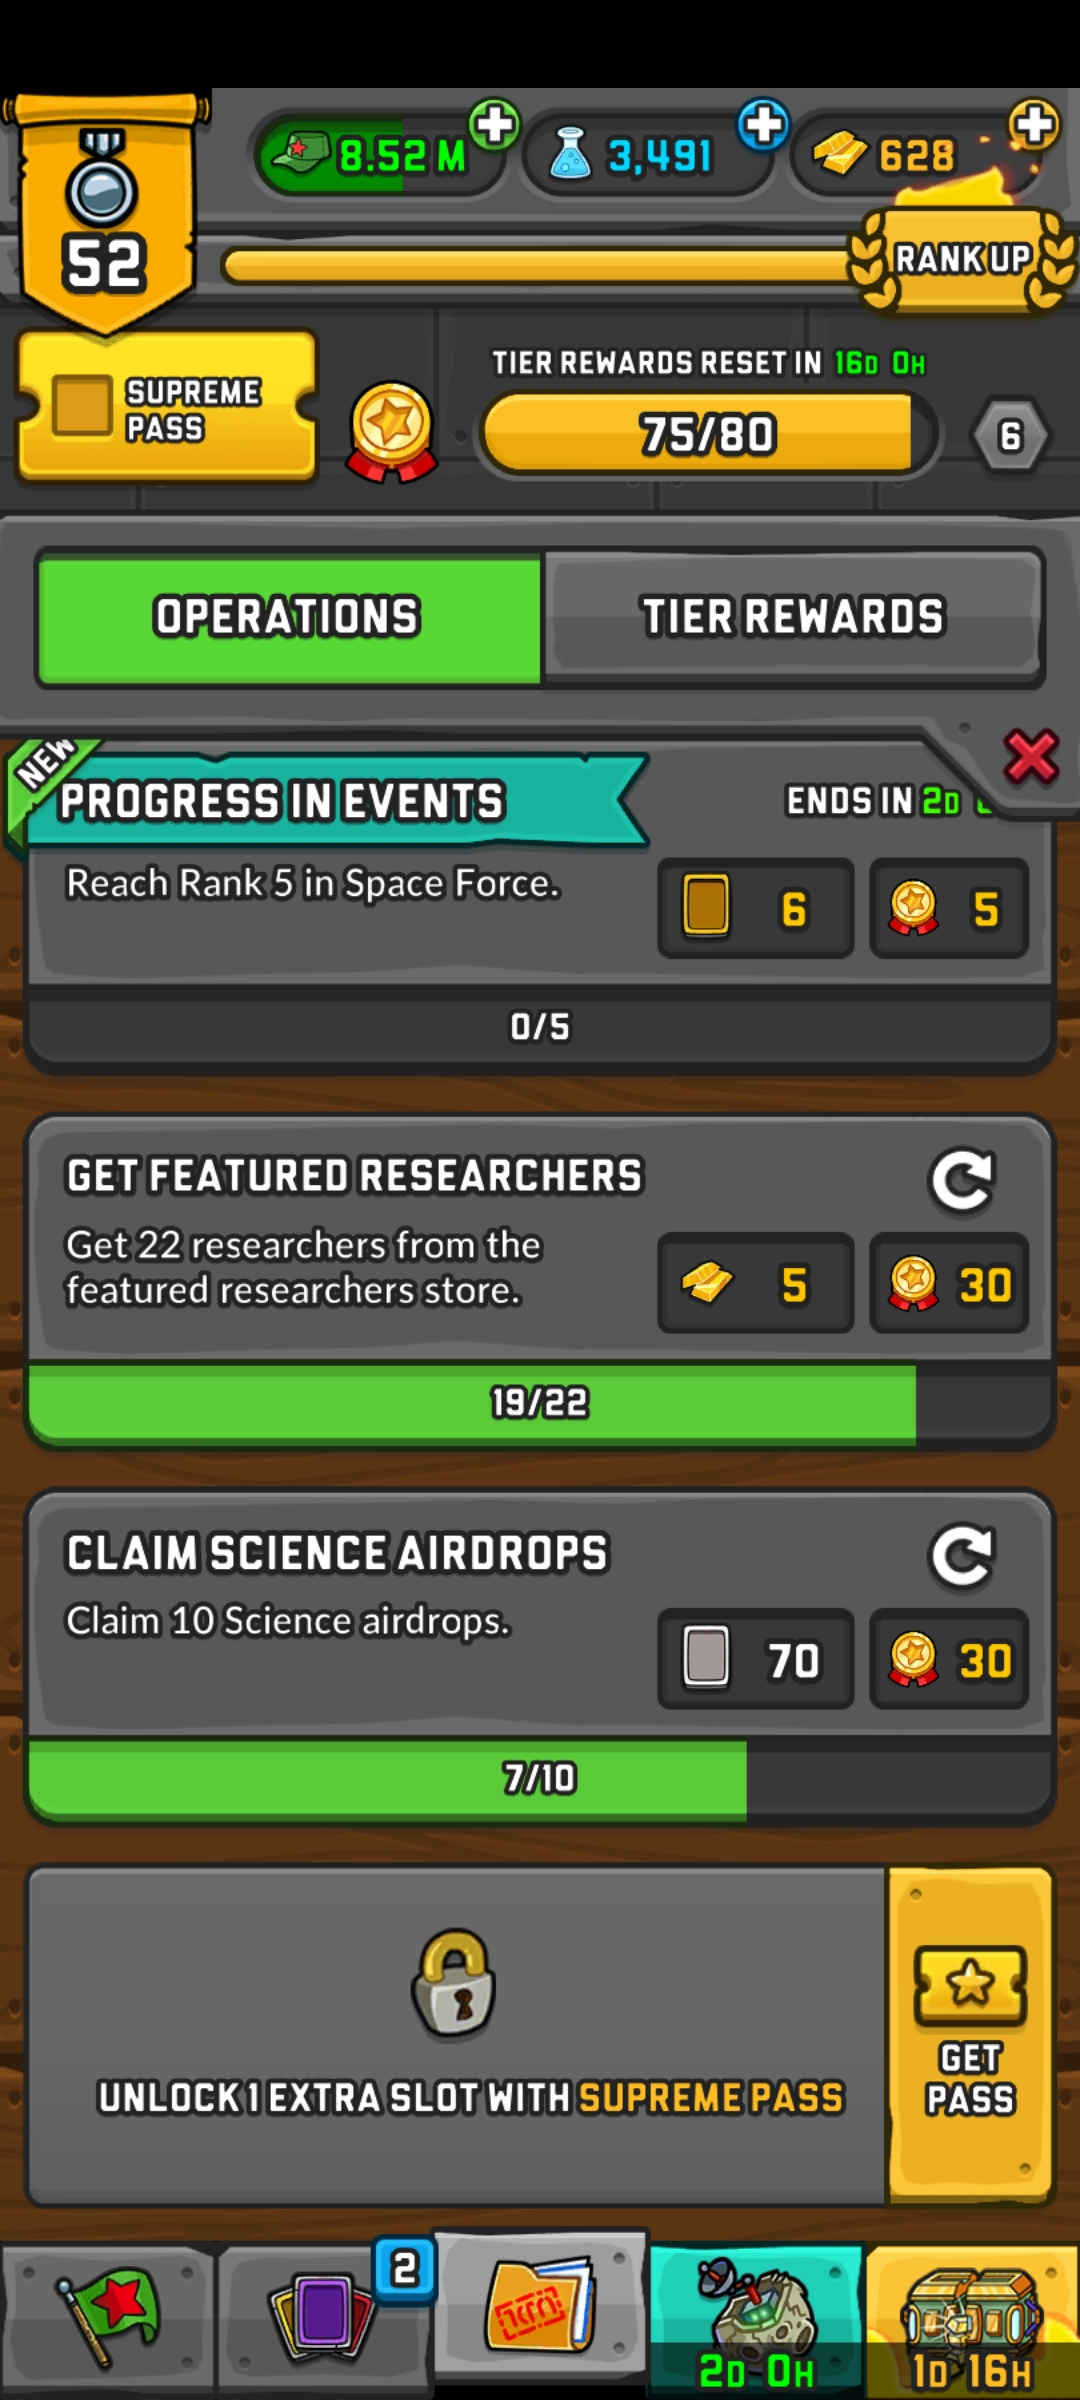 8.52 M
3,491
628
52
RANK UP
SUPREME
PASS
TIER REWARDS RESET IN 16D 0H
75/80
6
OPERATIONS
TIER REWARDS
NEW
PROGRESS IN EVENTS
ENDS IN 2D
Reach Rank 5 in Space Force.
6
5
0/5
GET FEATURED RESEARCHERS
Get 22 researchers from the
featured researchers store.
5
30
19/22
CLAIM SCIENCE AIRDROPS
Claim 10 Science airdrops.
70
30
7/10
UNLOCK 1 EXTRA SLOT WITH SUPREME PASS
GET
PASS
2
2D 0H
1D 16H